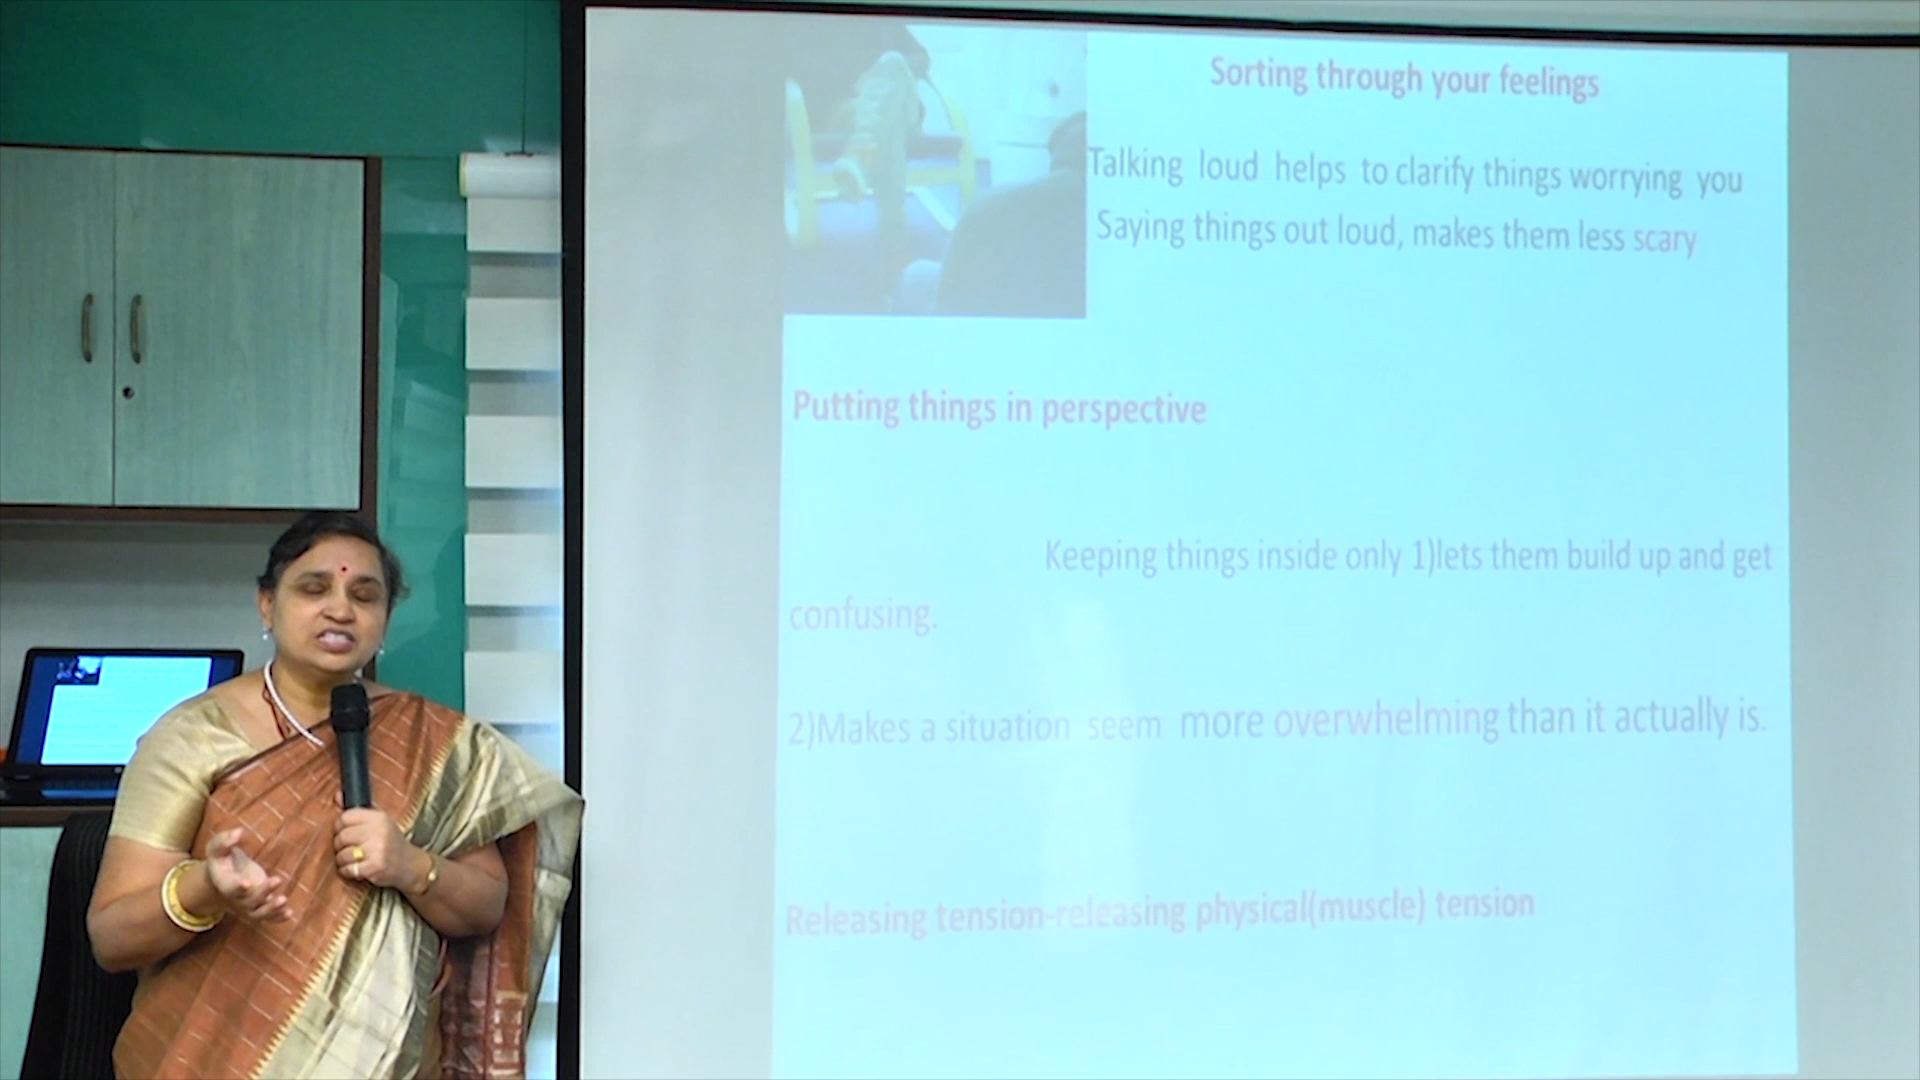 Sorting through your feelings
Talking loud helps to clarify things worrying you
Saying things out loud, makes them less scary
Putting things in perspective
Keeping things inside only 1)lets them build up and get
confusing.
2)Makes a situation seem more overwhelming than it actually is.
Releasing tension-releasing physical(muscle) tension